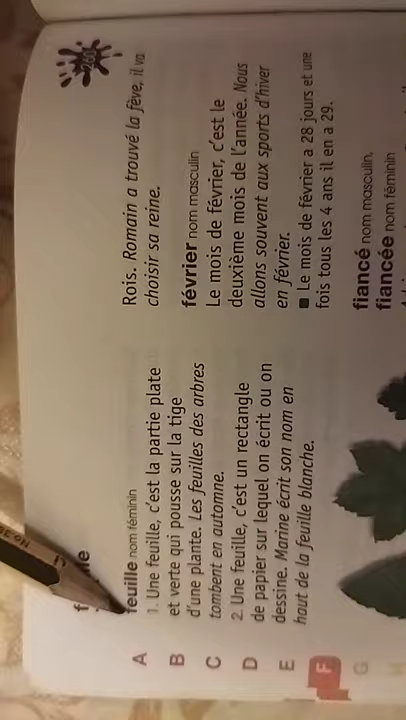 feuille nom féminin
1. Une feuille, c'est la partie plate
et verte qui pousse sur la tige
d'une plante. Les feuilles des arbres
tombent en automne.
2. Une feuille, c'est un rectangle
de papier sur lequel on écrit ou on
dessine. Marine écrit son nom en
haut de la feuille blanche.
Rois. Romain a trouvé la fève, il va
choisir sa reine.
février nom masculin
Le mois de février, c'est le
deuxième mois de l'année. Nous
allons souvent aux sports d'hiver
en février.
Le mois de février a 28 jours et une
fois tous les 4 ans il en a 29.
fiancé nom masculin,
fiancée nom féminin
A
B
C
D
E
F
G
H